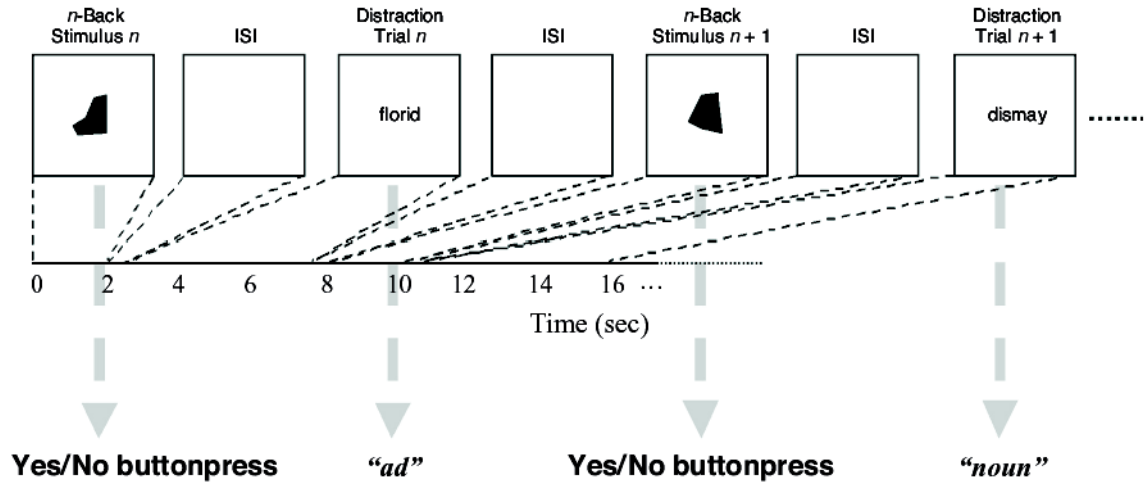 n-Back
Stimulus n
ISI
Distraction
Trial n
ISI
n-Back
Stimulus n + 1
ISI
Distraction
Trial n + 1
florid
dismay
........
0 2 4 6 8 10 12 14 16 ...
Time (sec)
Yes/No buttonpress
“ad”
Yes/No buttonpress
“noun”